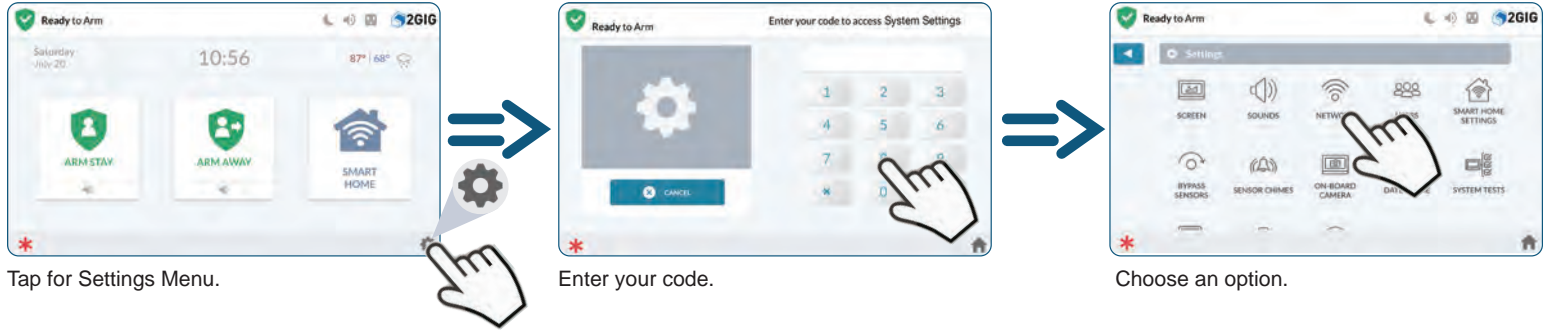 Ready to Arm
2GIG
Saturday
July 20
10:56
87° 68°
ARM STAY
ARM AWAY
SMART
HOME
Tap for Settings Menu.
Ready to Arm
Enter your code to access System Settings
1 2 3
4 5 6
7 9
* 0
CANCEL
Enter your code.
Ready to Arm
2GIG
Settings
SCREEN SOUNDS SMART HOME
SETTINGS
BYPASS
SENSORS
SENSOR CHIMES
ON-BOARD
CAMERA
SYSTEM TESTS
Choose an option.